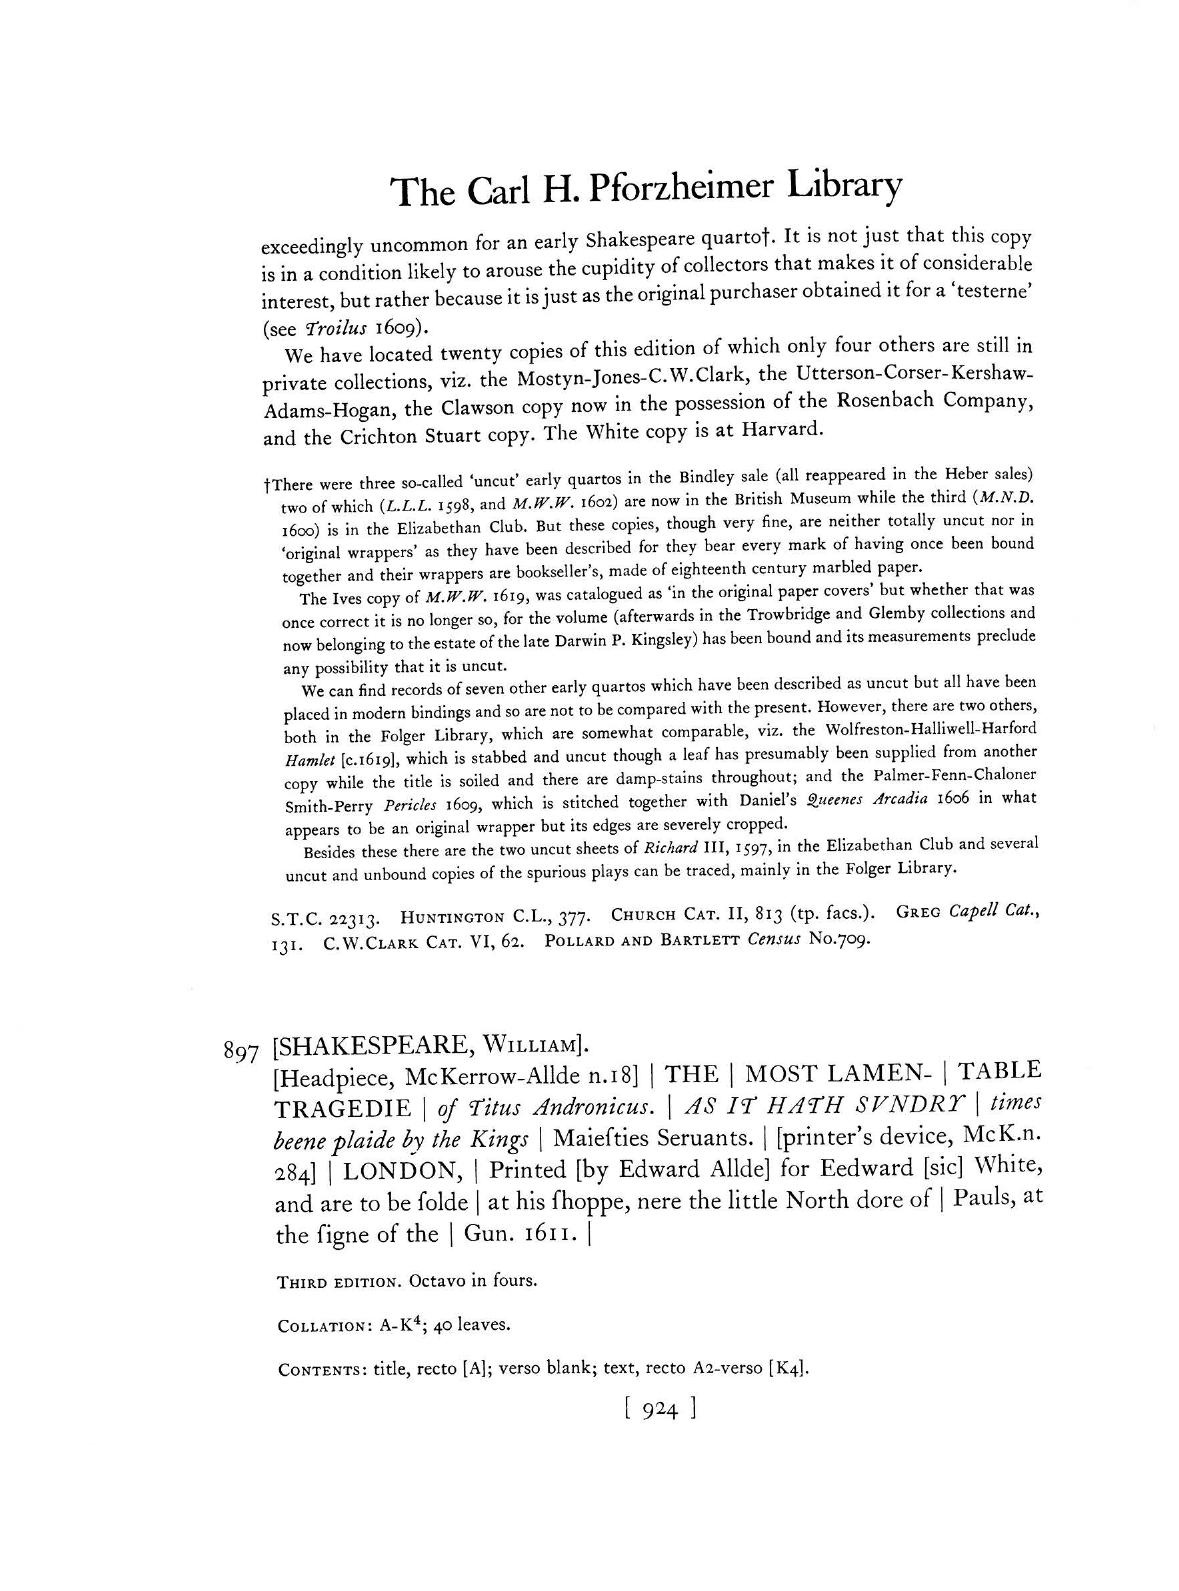 The Carl H. Pforzheimer Library
exceedingly uncommon for an early Shakespeare quarto†. It is not just that this copy
is in a condition likely to arouse the cupidity of collectors that makes it of considerable
interest, but rather because it is just as the original purchaser obtained it for a ‘testerne’
(see Troilus 1609).
We have located twenty copies of this edition of which only four others are still in
private collections, viz. the Mostyn-Jones-C.W.Clark, the Utterson-Corser-Kershaw-
Adams-Hogan, the Clawson copy now in the possession of the Rosenbach Company,
and the Crichton Stuart copy. The White copy is at Harvard.
†There were three so-called ‘uncut’ early quartos in the Bindley sale (all reappeared in the Heber sales)
two of which (L.L.L. 1598, and M.W.W. 1602) are now in the British Museum while the third (M.N.D.
1600) is in the Elizabethan Club. But these copies, though very fine, are neither totally uncut nor in
‘original wrappers’ as they have been described for they bear every mark of having once been bound
together and their wrappers are bookseller’s, made of eighteenth century marbled paper.
The Ives copy of M.W.W. 1619, was catalogued as ‘in the original paper covers’ but whether that was
once correct it is no longer so, for the volume (afterwards in the Trowbridge and Glemby collections and
now belonging to the estate of the late Darwin P. Kingsley) has been bound and its measurements preclude
any possibility that it is uncut.
We can find records of seven other early quartos which have been described as uncut but all have been
placed in modern bindings and so are not to be compared with the present. However, there are two others,
both in the Folger Library, which are somewhat comparable, viz. the Wolfreston-Halliwell-Harford
Hamlet [c.1619], which is stabbed and uncut though a leaf has presumably been supplied from another
copy while the title is soiled and there are damp-stains throughout; and the Palmer-Fenn-Chaloner
Smith-Perry Pericles 1609, which is stitched together with Daniel’s Queenes Arcadia 1606 in what
appears to be an original wrapper but its edges are severely cropped.
Besides these there are the two uncut sheets of Richard III, 1597, in the Elizabethan Club and several
uncut and unbound copies of the spurious plays can be traced, mainly in the Folger Library.
S.T.C. 22313. HUNTINGTON C.L., 377. CHURCH CAT. II, 813 (tp. facs.). GREG Capell Cat.,
131. C.W.CLARK CAT. VI, 62. POLLARD AND BARTLETT Census No.709.
897 [SHAKESPEARE, WILLIAM].
[Headpiece, McKerrow-Allde n.18] | THE | MOST LAMEN- | TABLE
TRAGEDIE | of Titus Andronicus. | AS IT HATH SVNDRY | times
beene plaide by the Kings | Maieſties Seruants. | [printer’s device, McK.n.
284] | LONDON, | Printed [by Edward Allde] for Eedward [sic] White,
and are to be ſolde | at his ſhoppe, nere the little North dore of | Pauls, at
the ſigne of the | Gun. 1611. |
THIRD EDITION. Octavo in fours.
COLLATION: A-K⁴; 40 leaves.
CONTENTS: title, recto [A]; verso blank; text, recto A2-verso [K4].
[ 924 ]